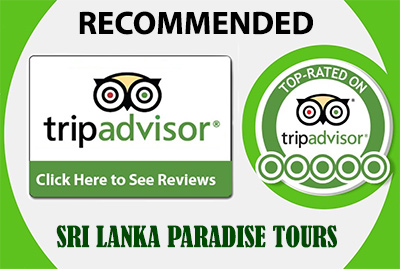 RECOMMENDED
tripadvisor®
Click Here to See Reviews
TOP-RATED ON
tripadvisor®
SRI LANKA PARADISE TOURS